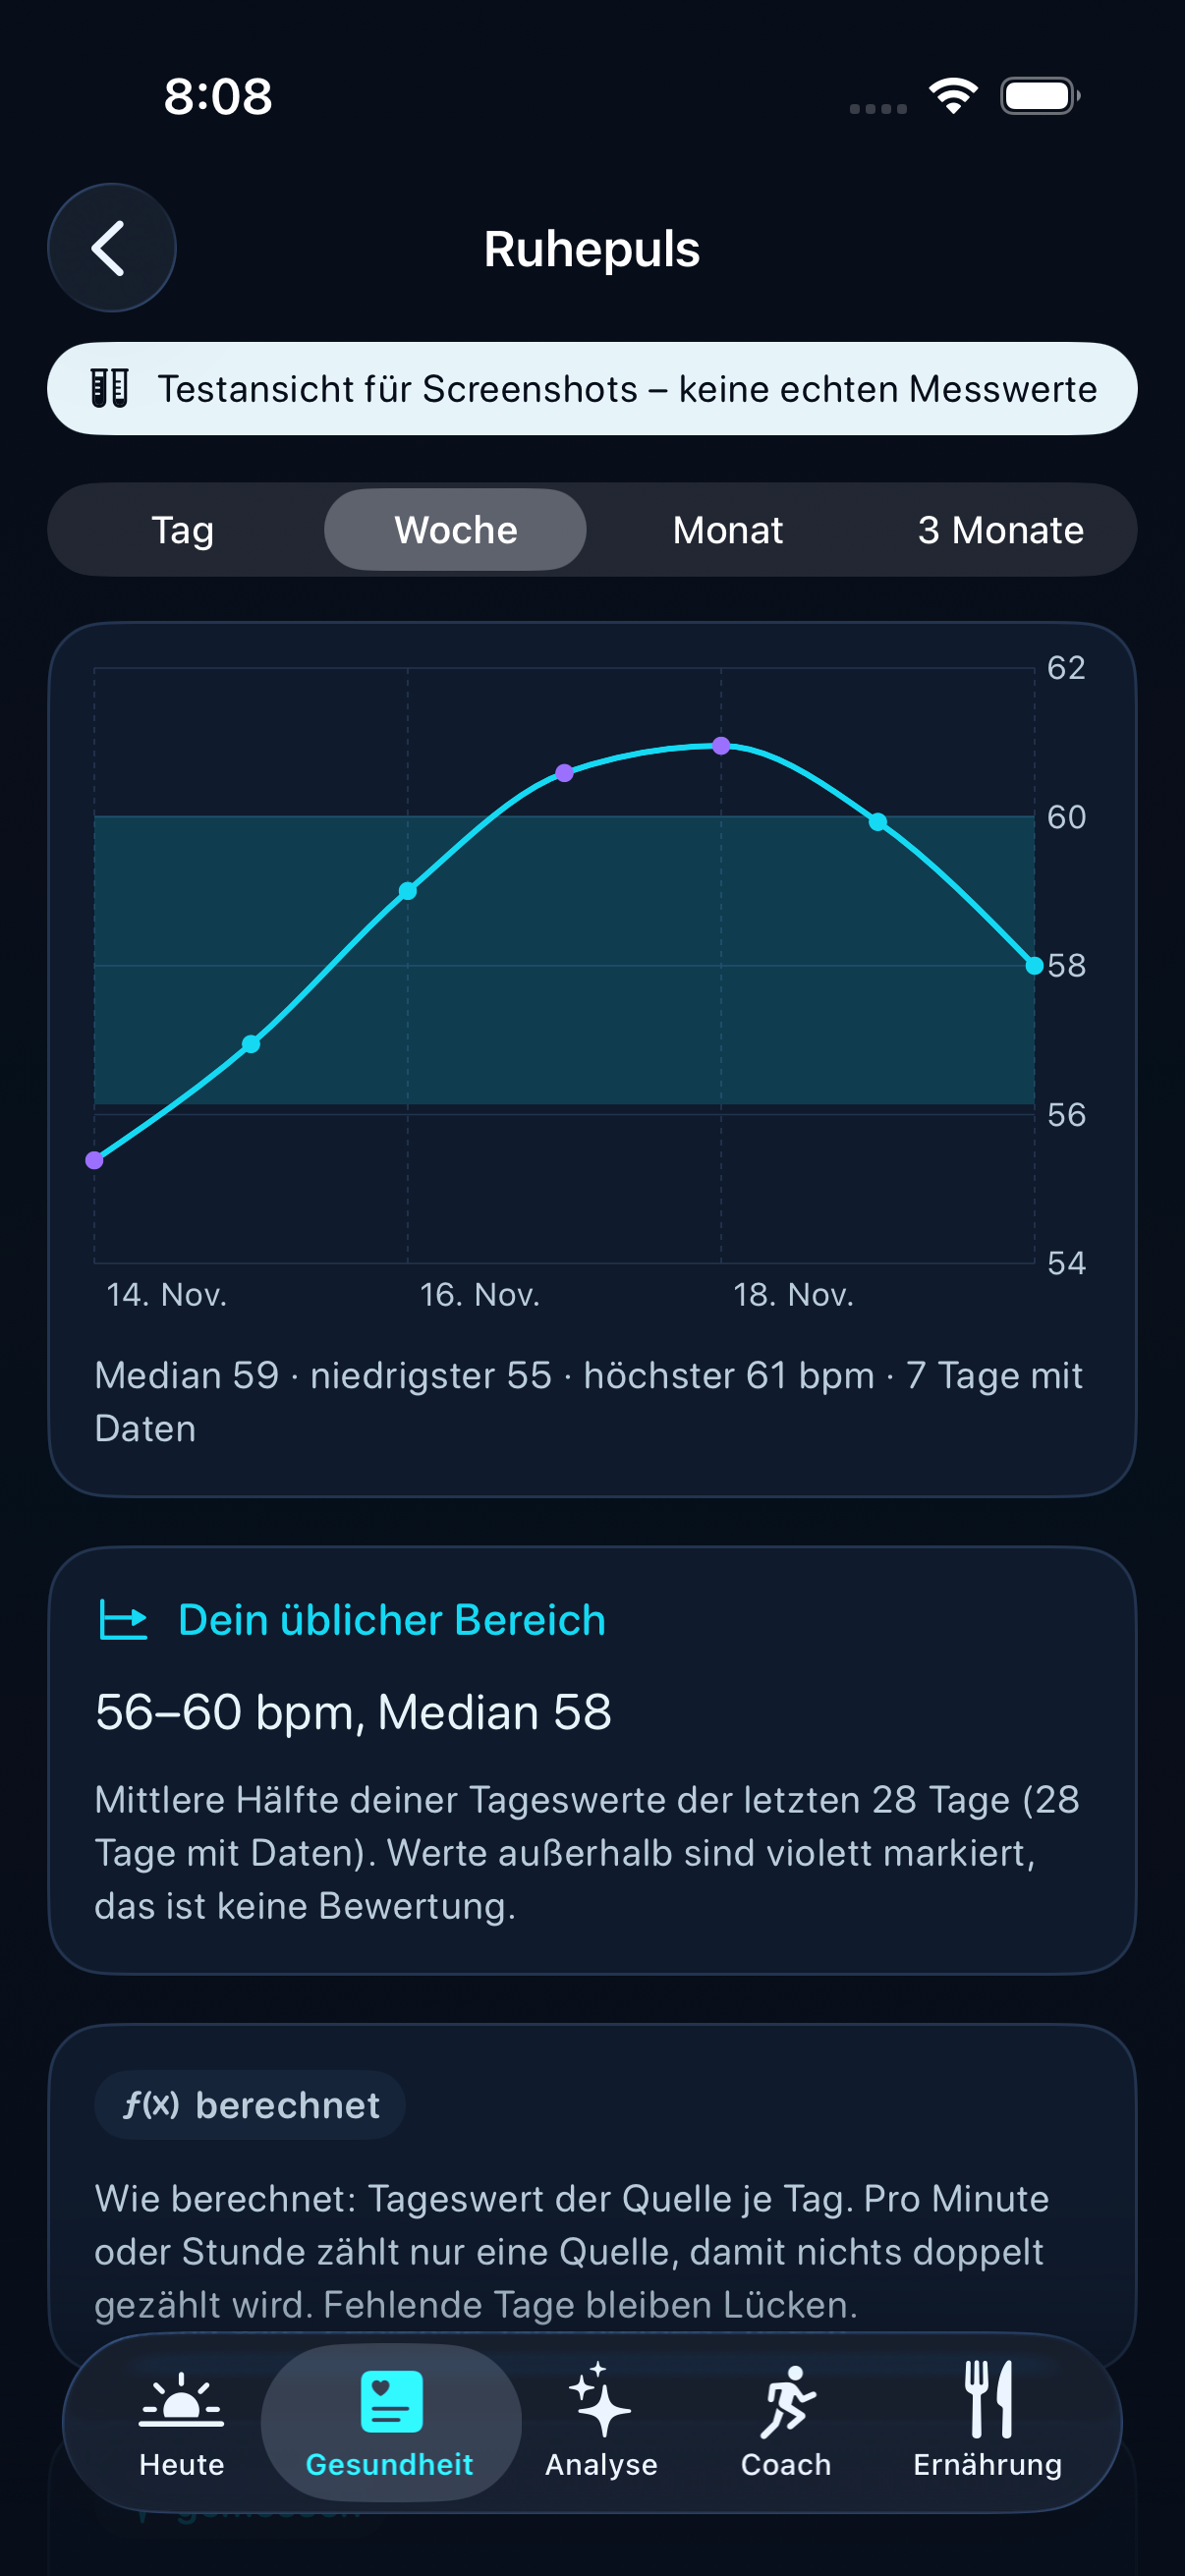 8:08
Ruhepuls
Testansicht für Screenshots – keine echten Messwerte
Tag
Woche
Monat
3 Monate
62
60
58
56
54
14. Nov.
16. Nov.
18. Nov.
Median 59 · niedrigster 55 · höchster 61 bpm · 7 Tage mit
Daten
Dein üblicher Bereich
56–60 bpm, Median 58
Mittlere Hälfte deiner Tageswerte der letzten 28 Tage (28
Tage mit Daten). Werte außerhalb sind violett markiert,
das ist keine Bewertung.
f(x) berechnet
Wie berechnet: Tageswert der Quelle je Tag. Pro Minute
oder Stunde zählt nur eine Quelle, damit nichts doppelt
gezählt wird. Fehlende Tage bleiben Lücken.
Heute
Gesundheit
Analyse
Coach
Ernährung